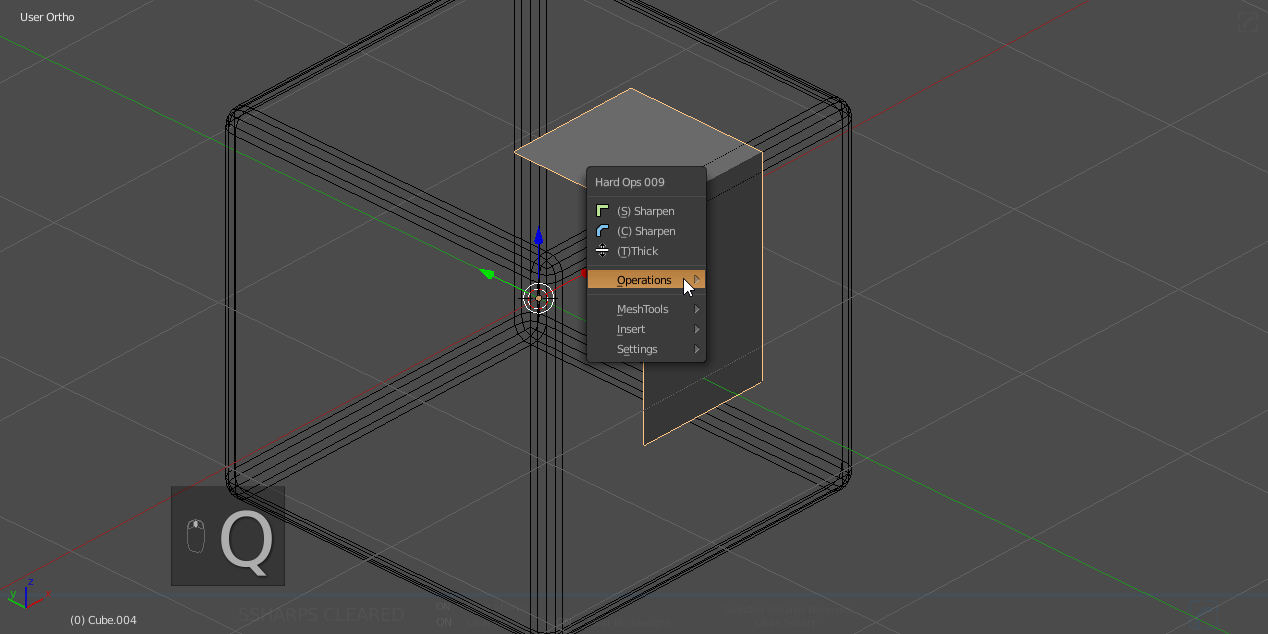 User Ortho
Hard Ops 009
(S) Sharpen
(C) Sharpen
(T)Thick
Operations
MeshTools
Insert
Settings
Q
z
y
(0) Cube.004
SSHARPS CLEARED
ON
ON